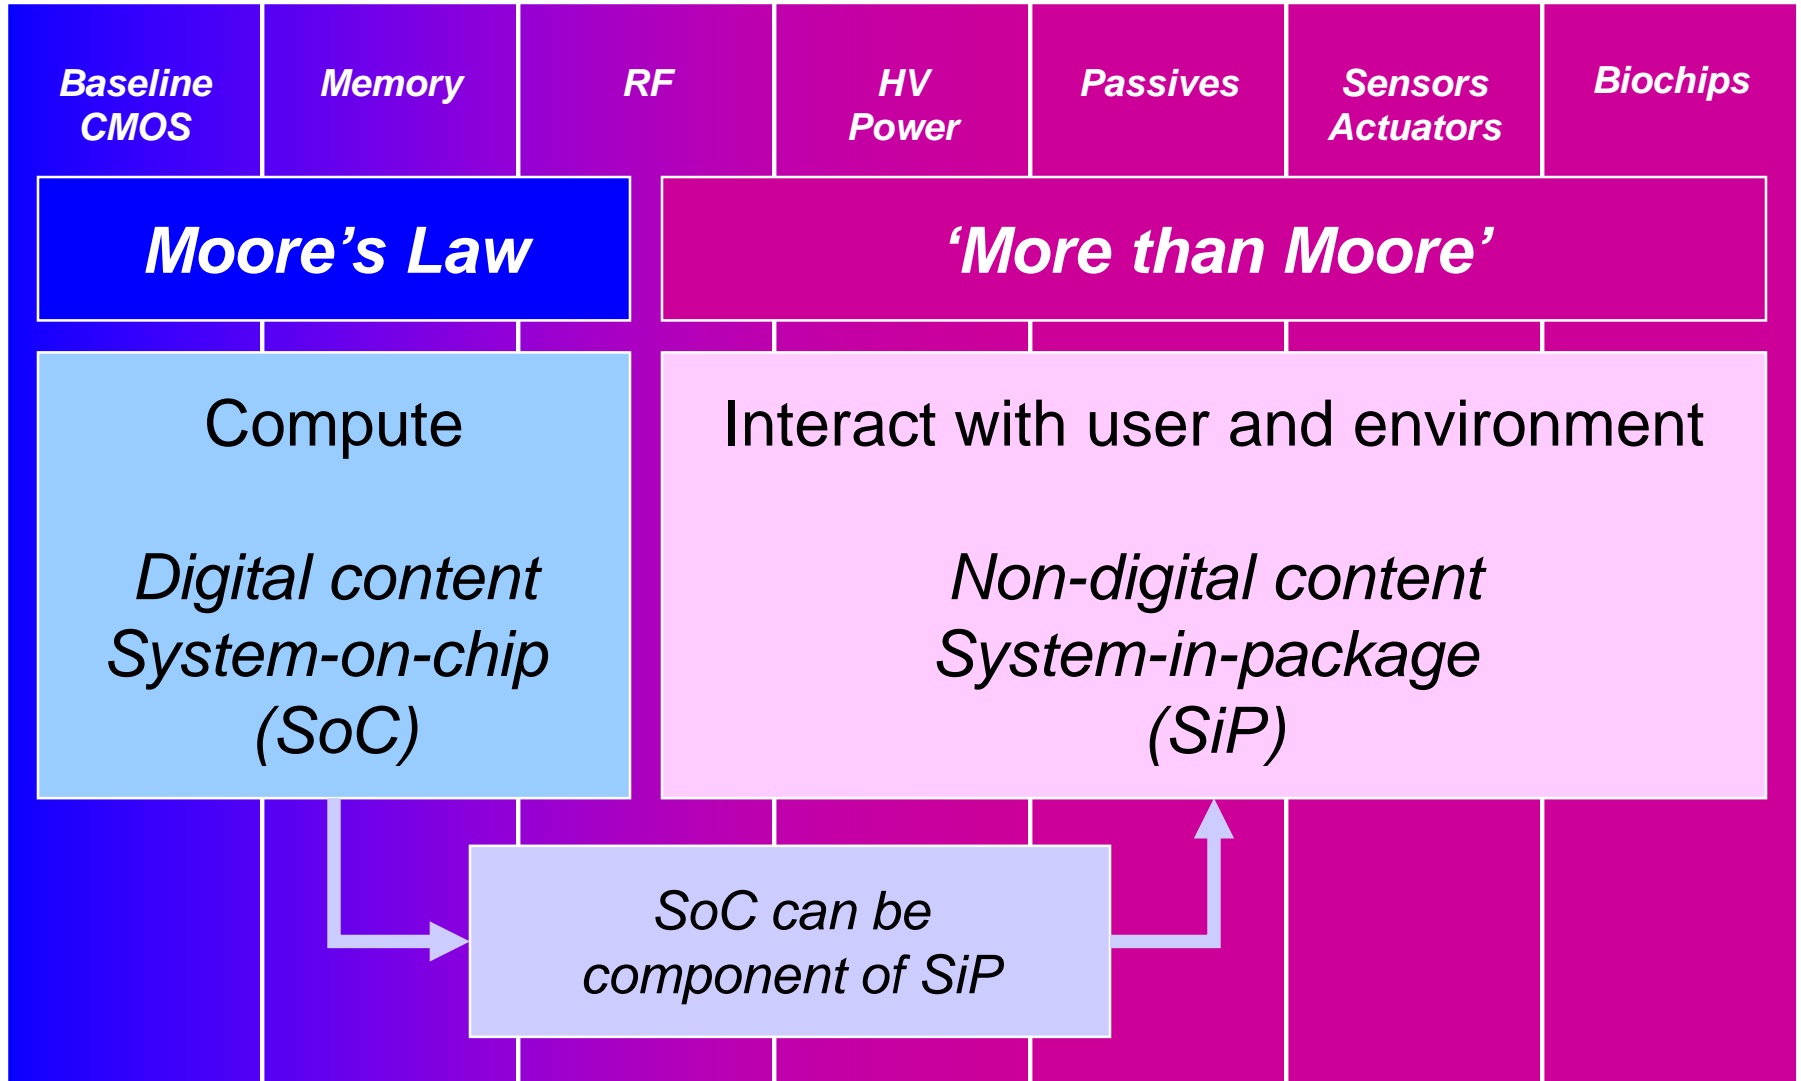 Baseline
CMOS
Memory
RF
HV
Power
Passives
Sensors
Actuators
Biochips
Moore’s Law
‘More than Moore’
Compute
Digital content
System-on-chip
(SoC)
Interact with user and environment
Non-digital content
System-in-package
(SiP)
SoC can be
component of SiP